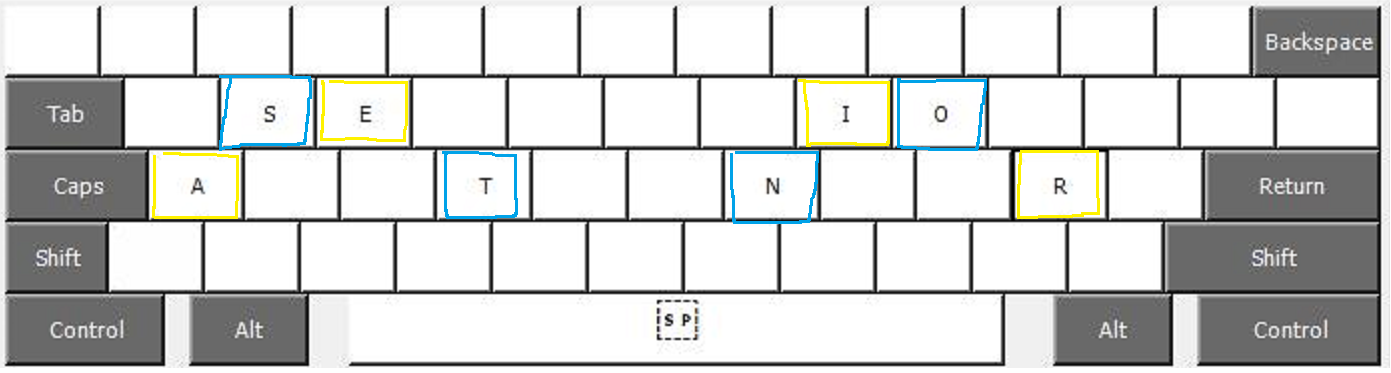 Backspace
Tab S E I O
Caps A T N R Return
Shift Shift
Control Alt SP Alt Control